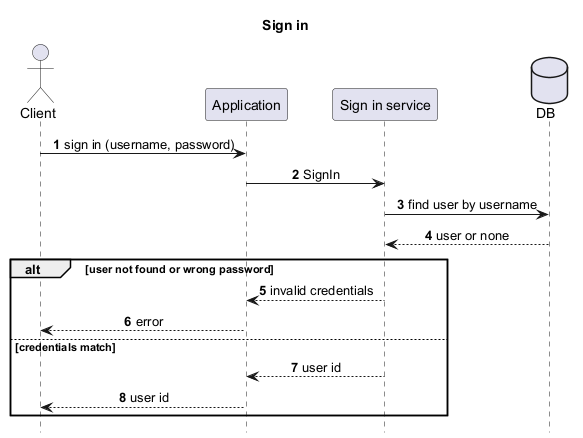 Sign in
Client
Application
Sign in service
DB
1 sign in (username, password)
2 SignIn
3 find user by username
4 user or none
alt [user not found or wrong password]
5 invalid credentials
6 error
[credentials match]
7 user id
8 user id